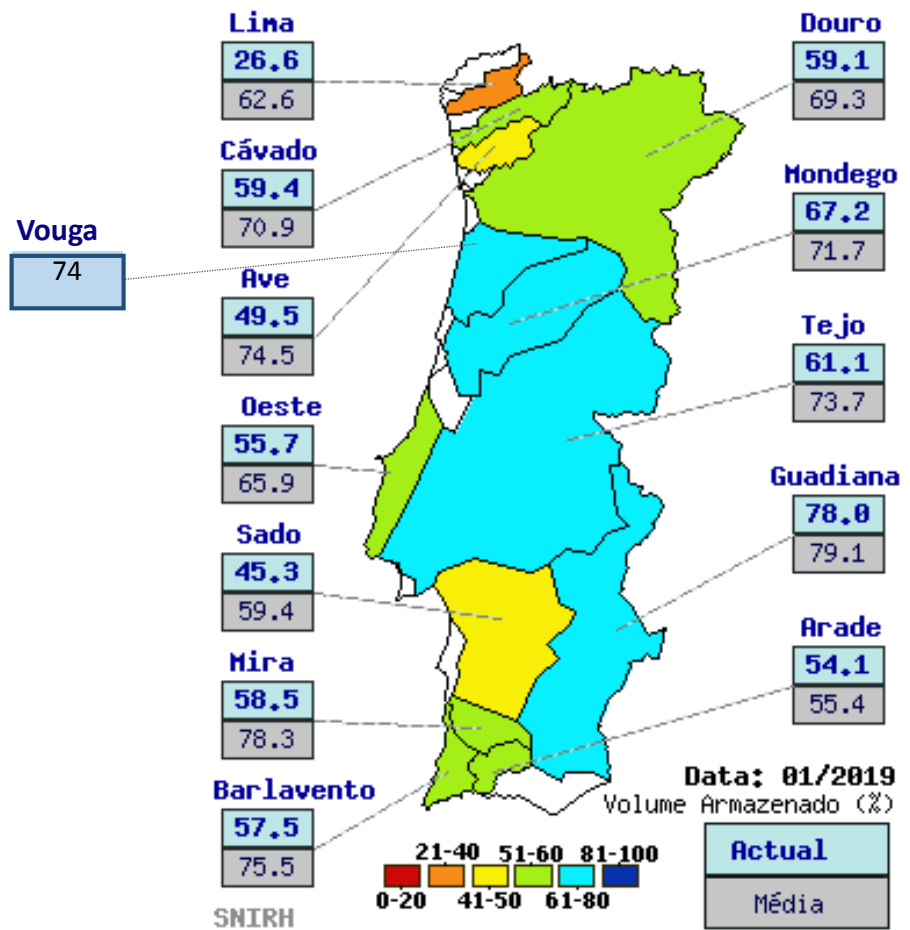 Lima
26.6
62.6
Cávado
59.4
70.9
Vouga
74
Ave
49.5
74.5
Oeste
55.7
65.9
Sado
45.3
59.4
Mira
58.5
78.3
Barlavento
57.5
75.5
SNIRH
Douro
59.1
69.3
Mondego
67.2
71.7
Tejo
61.1
73.7
Guadiana
78.0
79.1
Arade
54.1
55.4
Data: 01/2019
Volume Armazenado (%)
21-40 51-60 81-100
0-20 41-50 61-80
Actual
Média